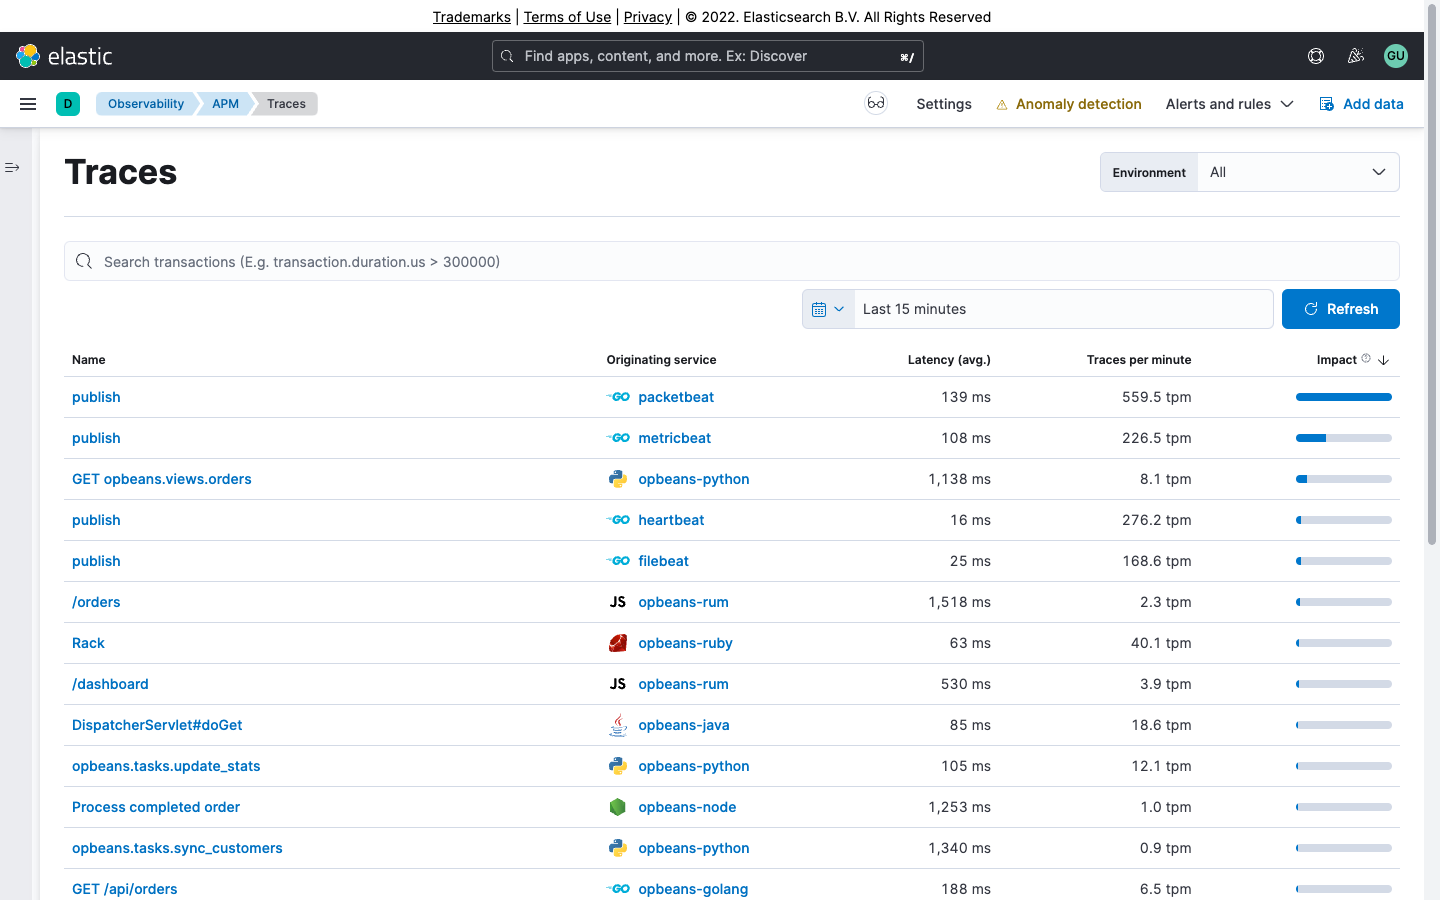 Trademarks | Terms of Use | Privacy | © 2022. Elasticsearch B.V. All Rights Reserved
elastic
Find apps, content, and more. Ex: Discover ⌘/
GU
D Observability APM Traces
Settings Anomaly detection Alerts and rules Add data
Traces
Environment All
Search transactions (E.g. transaction.duration.us > 300000)
Last 15 minutes Refresh
Name Originating service Latency (avg.) Traces per minute Impact
publish GO packetbeat 139 ms 559.5 tpm
publish GO metricbeat 108 ms 226.5 tpm
GET opbeans.views.orders opbeans-python 1,138 ms 8.1 tpm
publish GO heartbeat 16 ms 276.2 tpm
publish GO filebeat 25 ms 168.6 tpm
/orders JS opbeans-rum 1,518 ms 2.3 tpm
Rack opbeans-ruby 63 ms 40.1 tpm
/dashboard JS opbeans-rum 530 ms 3.9 tpm
DispatcherServlet#doGet opbeans-java 85 ms 18.6 tpm
opbeans.tasks.update_stats opbeans-python 105 ms 12.1 tpm
Process completed order opbeans-node 1,253 ms 1.0 tpm
opbeans.tasks.sync_customers opbeans-python 1,340 ms 0.9 tpm
GET /api/orders GO opbeans-golang 188 ms 6.5 tpm